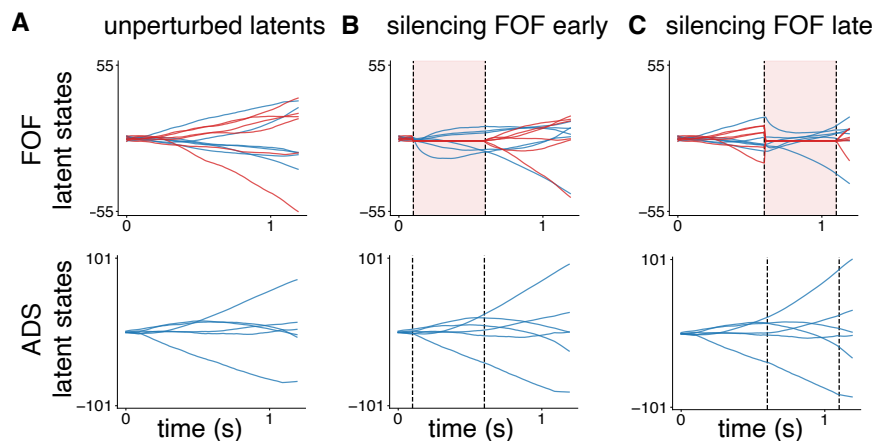 A unperturbed latents B silencing FOF early C silencing FOF late
FOF
latent states
55
-55
0 1
55
-55
0 1
55
-55
0 1
ADS
latent states
101
−101
0 1
time (s)
101
−101
0 1
time (s)
101
−101
0 1
time (s)